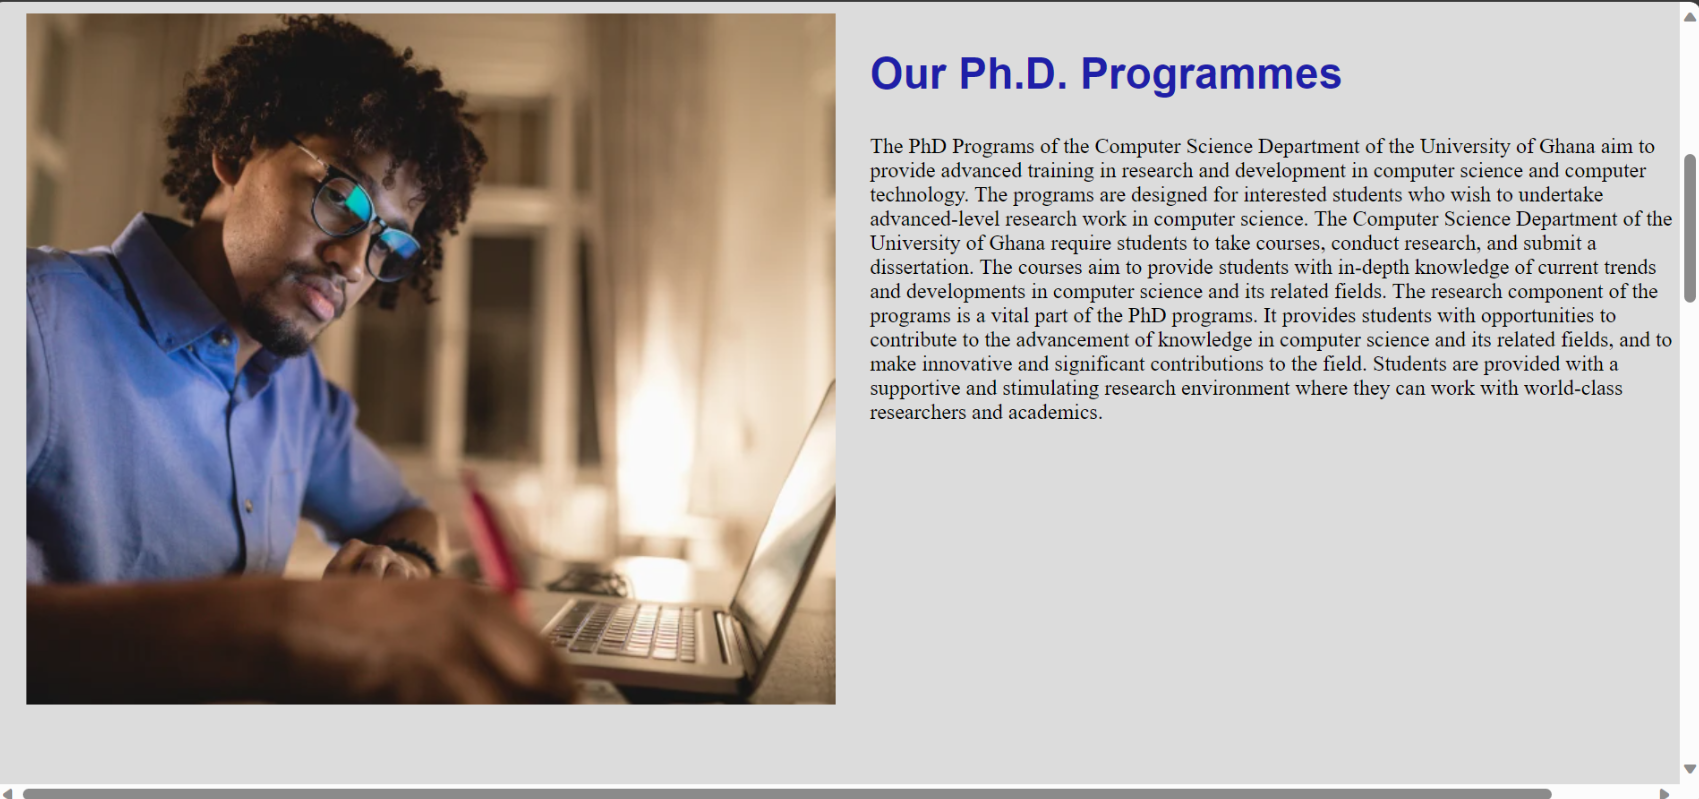 Our Ph.D. Programmes
The PhD Programs of the Computer Science Department of the University of Ghana aim to
provide advanced training in research and development in computer science and computer
technology. The programs are designed for interested students who wish to undertake
advanced-level research work in computer science. The Computer Science Department of the
University of Ghana require students to take courses, conduct research, and submit a
dissertation. The courses aim to provide students with in-depth knowledge of current trends
and developments in computer science and its related fields. The research component of the
programs is a vital part of the PhD programs. It provides students with opportunities to
contribute to the advancement of knowledge in computer science and its related fields, and to
make innovative and significant contributions to the field. Students are provided with a
supportive and stimulating research environment where they can work with world-class
researchers and academics.